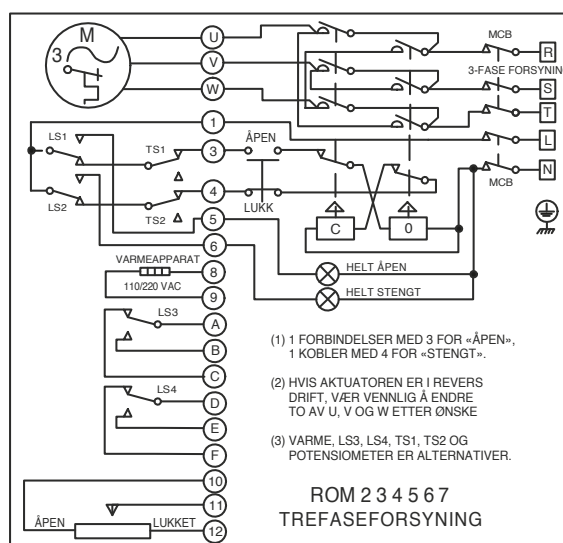 M
3
U
V
W
MCB
R
3-FASE FORSYNING
S
T
L
N
MCB
1
LS1
TS1
3
ÅPEN
LS2
TS2
4
LUKK
5
6
C
0
VARMEAPPARAT
110/220 VAC
8
9
HELT ÅPEN
HELT STENGT
LS3
A
B
C
LS4
D
E
F
10
11
12
ÅPEN
LUKKET
(1) 1 FORBINDELSER MED 3 FOR «ÅPEN»,
1 KOBLER MED 4 FOR «STENGT».
(2) HVIS AKTUATOREN ER I REVERS
DRIFT, VÆR VENNLIG Å ENDRE
TO AV U, V OG W ETTER ØNSKE
(3) VARME, LS3, LS4, TS1, TS2 OG
POTENSIOMETER ER ALTERNATIVER.
ROM 2 3 4 5 6 7
TREFASEFORSYNING